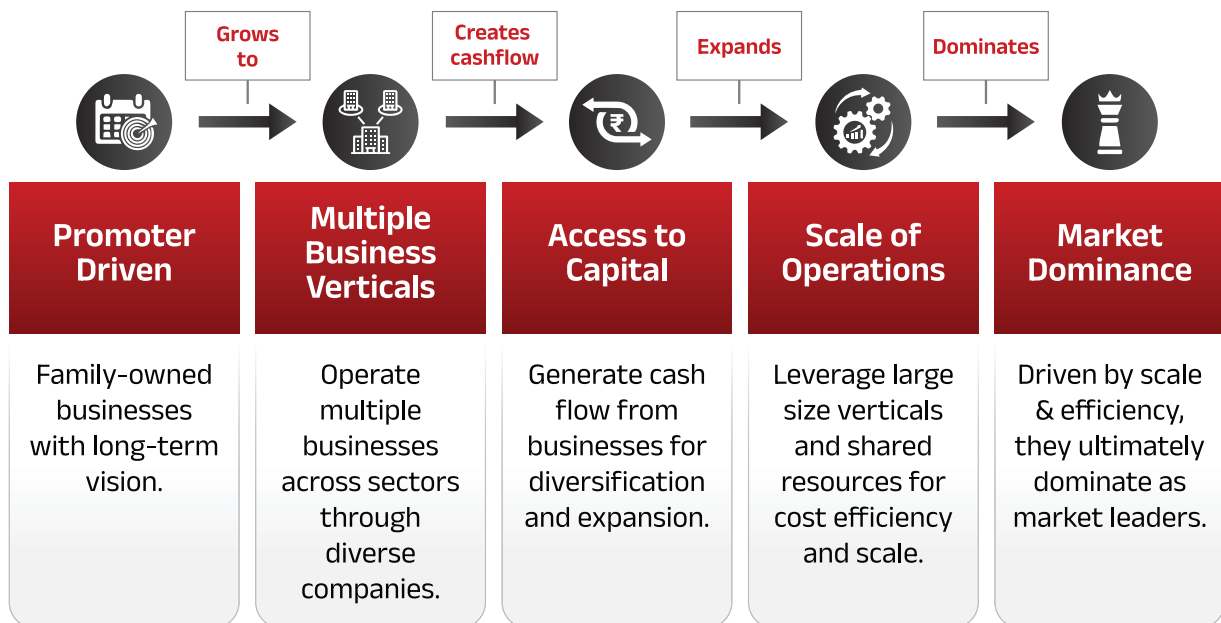 Grows
to
Creates
cashflow
Expands
Dominates
₹
Promoter
Driven
Multiple
Business
Verticals
Access to
Capital
Scale of
Operations
Market
Dominance
Family-owned
businesses
with long-term
vision.
Operate
multiple
businesses
across sectors
through
diverse
companies.
Generate cash
flow from
businesses for
diversification
and expansion.
Leverage large
size verticals
and shared
resources for
cost efficiency
and scale.
Driven by scale
& efficiency,
they ultimately
dominate as
market leaders.